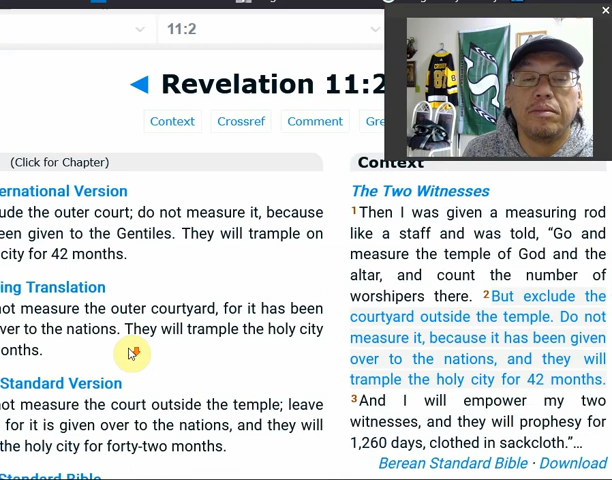 11:2
Revelation 11:2
Context
Crossref
Comment
Gre
(Click for Chapter)
ernational Version
ude the outer court; do not measure it, because
een given to the Gentiles. They will trample on
city for 42 months.
ing Translation
not measure the outer courtyard, for it has been
ver to the nations. They will trample the holy city
onths.
Standard Version
not measure the court outside the temple; leave
for it is given over to the nations, and they will
the holy city for forty-two months.
Standard Bible
Context
The Two Witnesses
1Then I was given a measuring rod
like a staff and was told, “Go and
measure the temple of God and the
altar, and count the number of
worshipers there. 2But exclude the
courtyard outside the temple. Do not
measure it, because it has been given
over to the nations, and they will
trample the holy city for 42 months.
3And I will empower my two
witnesses, and they will prophesy for
1,260 days, clothed in sackcloth.”…
Berean Standard Bible · Download